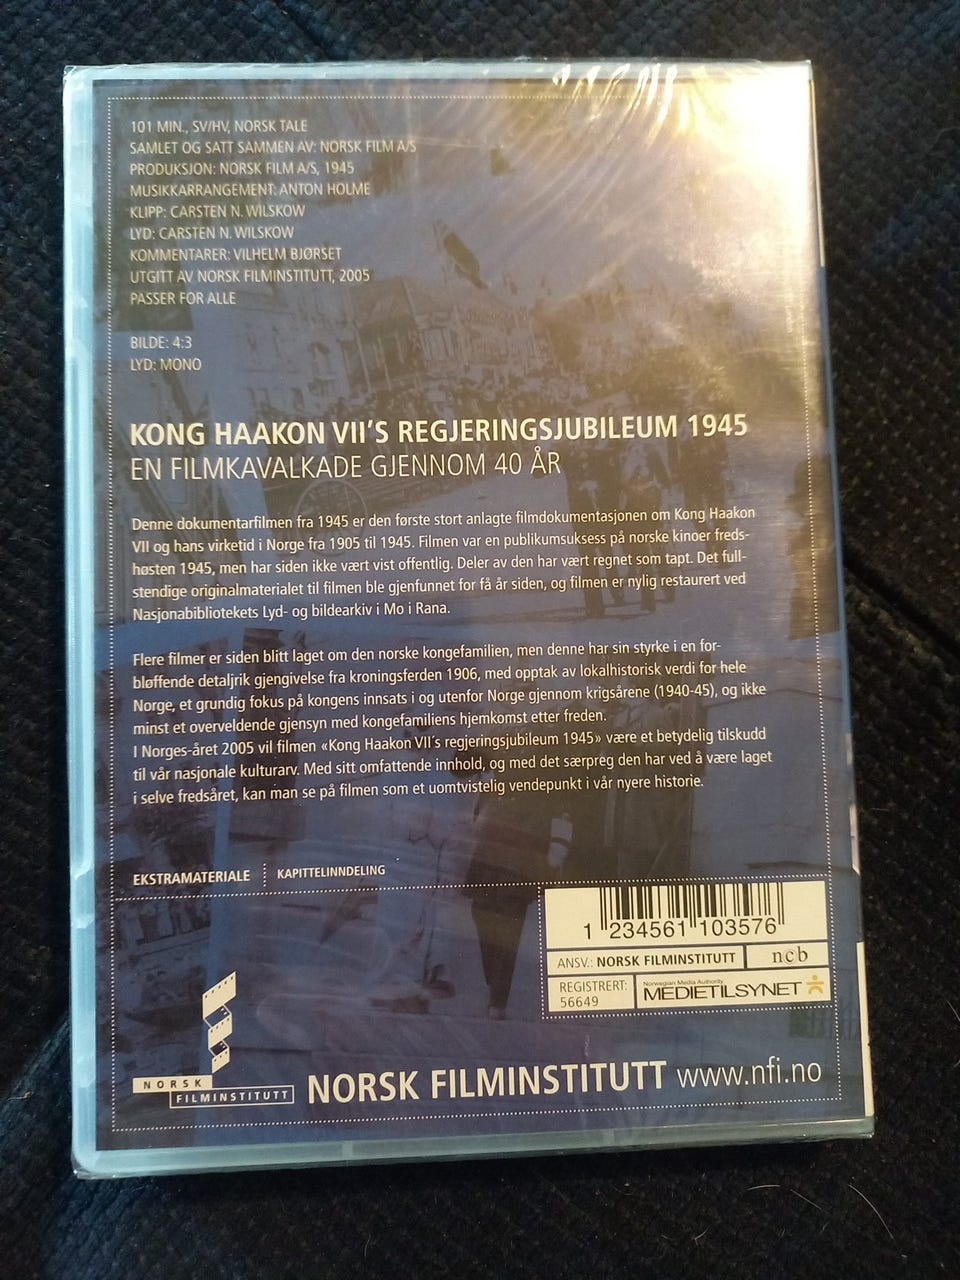 101 MIN., SV/HV, NORSK TALE
SAMLET OG SATT SAMMEN AV: NORSK FILM A/S
PRODUKSJON: NORSK FILM A/S, 1945
MUSIKKARRANGEMENT: ANTON HOLME
KLIPP: CARSTEN N. WILSKOW
LYD: CARSTEN N. WILSKOW
KOMMENTARER: VILHELM BJØRSET
UTGITT AV NORSK FILMINSTITUTT, 2005
PASSER FOR ALLE
BILDE: 4:3
LYD: MONO
KONG HAAKON VII'S REGJERINGSJUBILEUM 1945
EN FILMKAVALKADE GJENNOM 40 ÅR
Denne dokumentarfilmen fra 1945 er den første stort anlagte filmdokumentasjonen om Kong Haakon
VII og hans virketid i Norge fra 1905 til 1945. Filmen var en publikumsuksess på norske kinoer freds-
høsten 1945, men har siden ikke vært vist offentlig. Deler av den har vært regnet som tapt. Det full-
stendige originalmaterialet til filmen ble gjenfunnet for få år siden, og filmen er nylig restaurert ved
Nasjonabibliotekets Lyd- og bildearkiv i Mo i Rana.
Flere filmer er siden blitt laget om den norske kongefamilien, men denne har sin styrke i en for-
bløffende detaljrik gjengivelse fra kroningsferden 1906, med opptak av lokalhistorisk verdi for hele
Norge, et grundig fokus på kongens innsats i og utenfor Norge gjennom krigsårene (1940-45), og ikke
minst et overveldende gjensyn med kongefamiliens hjemkomst etter freden.
I Norges-året 2005 vil filmen «Kong Haakon VII's regjeringsjubileum 1945» være et betydelig tilskudd
til vår nasjonale kulturarv. Med sitt omfattende innhold, og med det særpreg den har ved å være laget
i selve fredsåret, kan man se på filmen som et uomtvistelig vendepunkt i vår nyere historie.
EKSTRAMATERIALE KAPITTELINNDELING
1 234561 103576
ANSV.: NORSK FILMINSTITUTT ncb
REGISTRERT:
56649
Norwegian Media Authority
MEDIETILSYNET
NORSK
FILMINSTITUTT
NORSK FILMINSTITUTT www.nfi.no